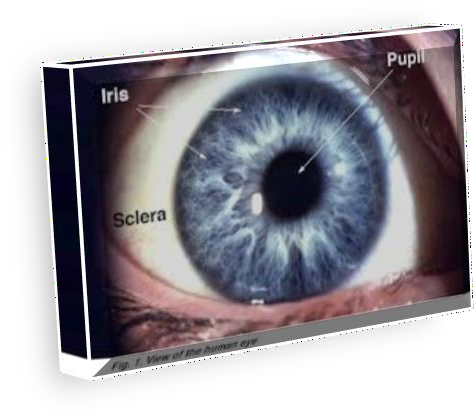 Pupil
Iris
Sclera
Fig. 1. View of the human eye